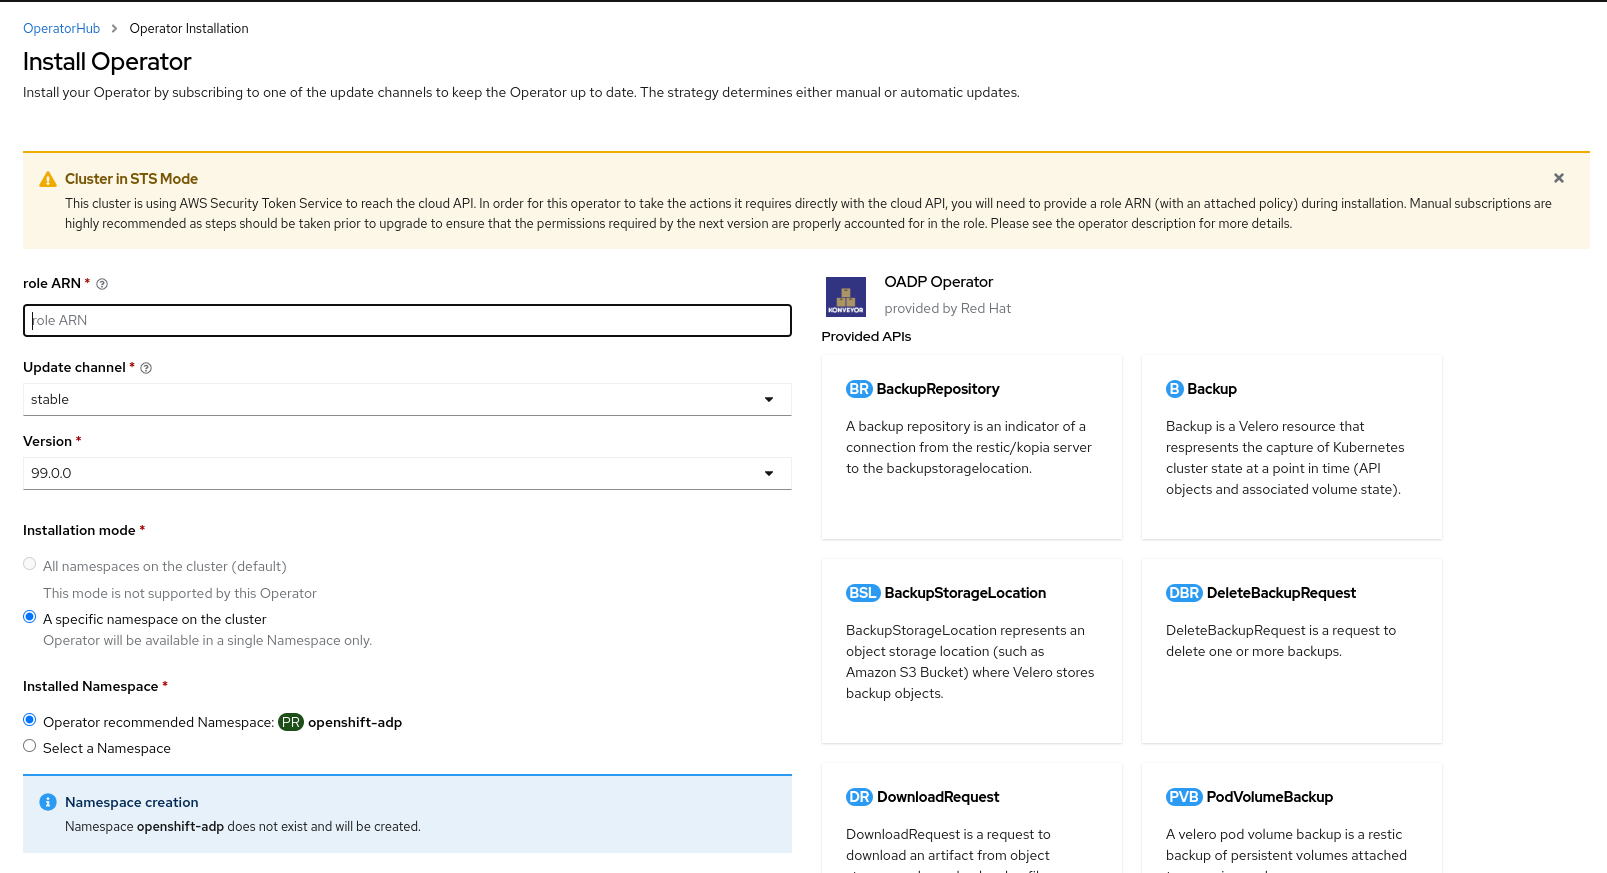 OperatorHub > Operator Installation
Install Operator
Install your Operator by subscribing to one of the update channels to keep the Operator up to date. The strategy determines either manual or automatic updates.
Cluster in STS Mode
This cluster is using AWS Security Token Service to reach the cloud API. In order for this operator to take the actions it requires directly with the cloud API, you will need to provide a role ARN (with an attached policy) during installation. Manual subscriptions are
highly recommended as steps should be taken prior to upgrade to ensure that the permissions required by the next version are properly accounted for in the role. Please see the operator description for more details.
role ARN *
role ARN
Update channel *
stable
Version *
99.0.0
Installation mode *
All namespaces on the cluster (default)
This mode is not supported by this Operator
A specific namespace on the cluster
Operator will be available in a single Namespace only.
Installed Namespace *
Operator recommended Namespace: PR openshift-adp
Select a Namespace
Namespace creation
Namespace openshift-adp does not exist and will be created.
KONVEYOR
OADP Operator
provided by Red Hat
Provided APIs
BR BackupRepository
A backup repository is an indicator of a
connection from the restic/kopia server
to the backupstoragelocation.
B Backup
Backup is a Velero resource that
respresents the capture of Kubernetes
cluster state at a point in time (API
objects and associated volume state).
BSL BackupStorageLocation
BackupStorageLocation represents an
object storage location (such as
Amazon S3 Bucket) where Velero stores
backup objects.
DBR DeleteBackupRequest
DeleteBackupRequest is a request to
delete one or more backups.
DR DownloadRequest
DownloadRequest is a request to
download an artifact from object
PVB PodVolumeBackup
A velero pod volume backup is a restic
backup of persistent volumes attached